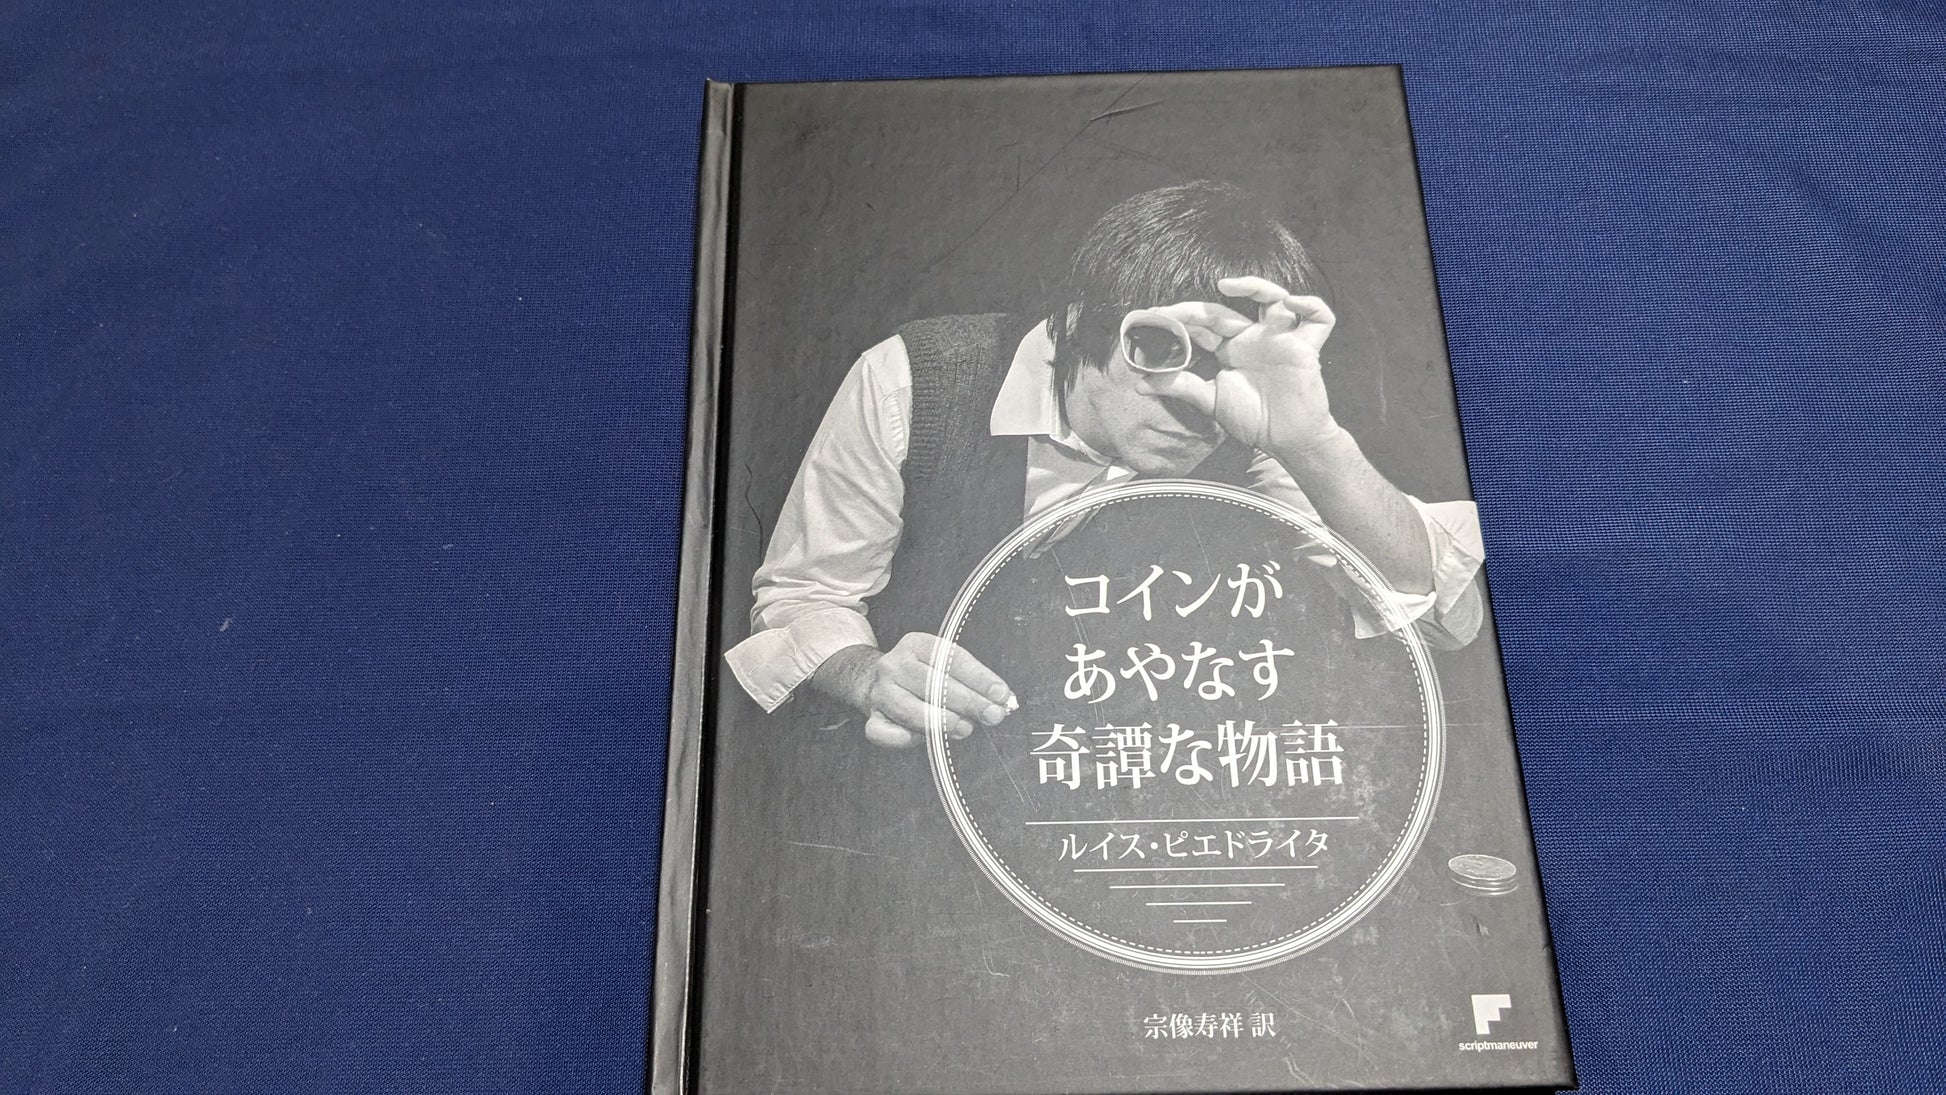 コインが
あやなす
奇譚な物語
ルイス・ピエドライタ
宗像寿祥 訳
scriptmaneuver